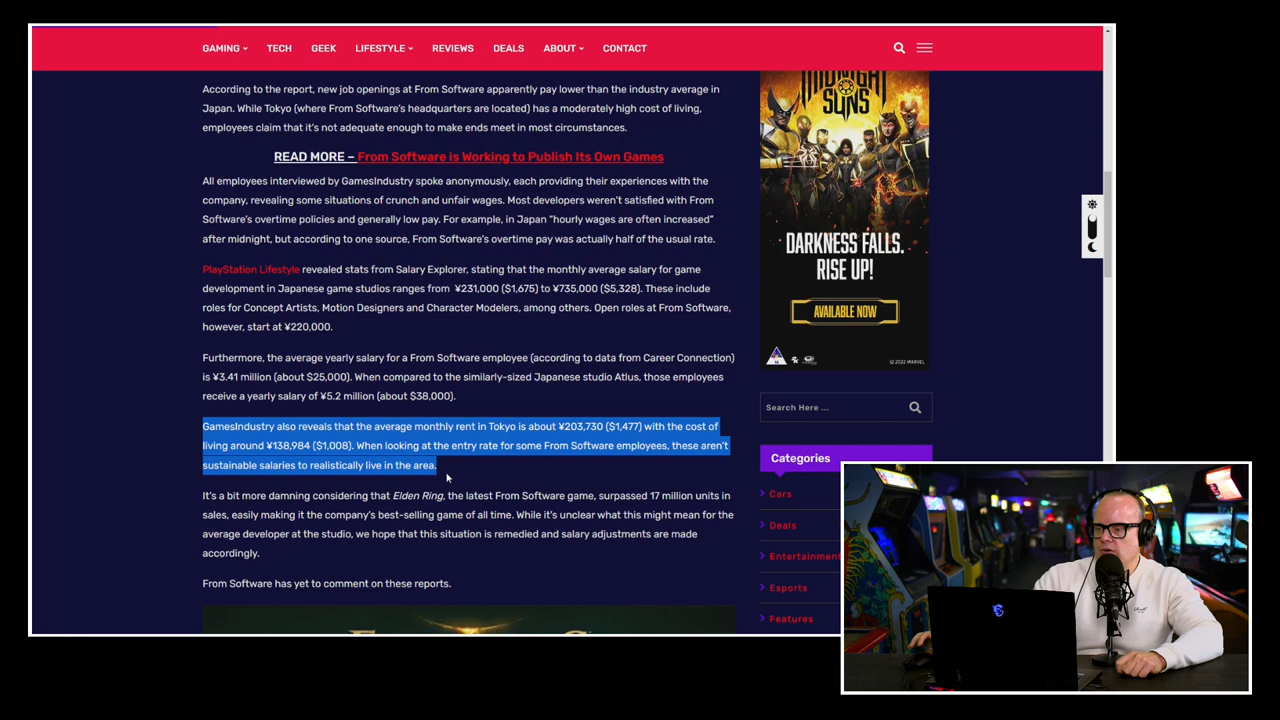 GAMING TECH GEEK LIFESTYLE REVIEWS DEALS ABOUT CONTACT
According to the report, new job openings at From Software apparently pay lower than the industry average in
Japan. While Tokyo (where From Software's headquarters are located) has a moderately high cost of living,
employees claim that it's not adequate enough to make ends meet in most circumstances.
READ MORE – From Software is Working to Publish Its Own Games
All employees interviewed by GamesIndustry spoke anonymously, each providing their experiences with the
company, revealing some situations of crunch and unfair wages. Most developers weren't satisfied with From
Software's overtime policies and generally low pay. For example, in Japan "hourly wages are often increased"
after midnight, but according to one source, From Software's overtime pay was actually half of the usual rate.
PlayStation Lifestyle revealed stats from Salary Explorer, stating that the monthly average salary for game
development in Japanese game studios ranges from ¥231,000 ($1,675) to ¥735,000 ($5,328). These include
roles for Concept Artists, Motion Designers and Character Modelers, among others. Open roles at From Software,
however, start at ¥220,000.
Furthermore, the average yearly salary for a From Software employee (according to data from Career Connection)
is ¥3.41 million (about $25,000). When compared to the similarly-sized Japanese studio Atlus, those employees
receive a yearly salary of ¥5.2 million (about $38,000).
GamesIndustry also reveals that the average monthly rent in Tokyo is about ¥203,730 ($1,477) with the cost of
living around ¥138,984 ($1,008). When looking at the entry rate for some From Software employees, these aren't
sustainable salaries to realistically live in the area.
It's a bit more damning considering that Elden Ring, the latest From Software game, surpassed 17 million units in
sales, easily making it the company's best-selling game of all time. While it's unclear what this might mean for the
average developer at the studio, we hope that this situation is remedied and salary adjustments are made
accordingly.
From Software has yet to comment on these reports.
MIDNIGHT
SUNS
DARKNESS FALLS.
RISE UP!
AVAILABLE NOW
© 2022 MARVEL
Search Here ...
Categories
Cars
Deals
Entertainment
Esports
Features